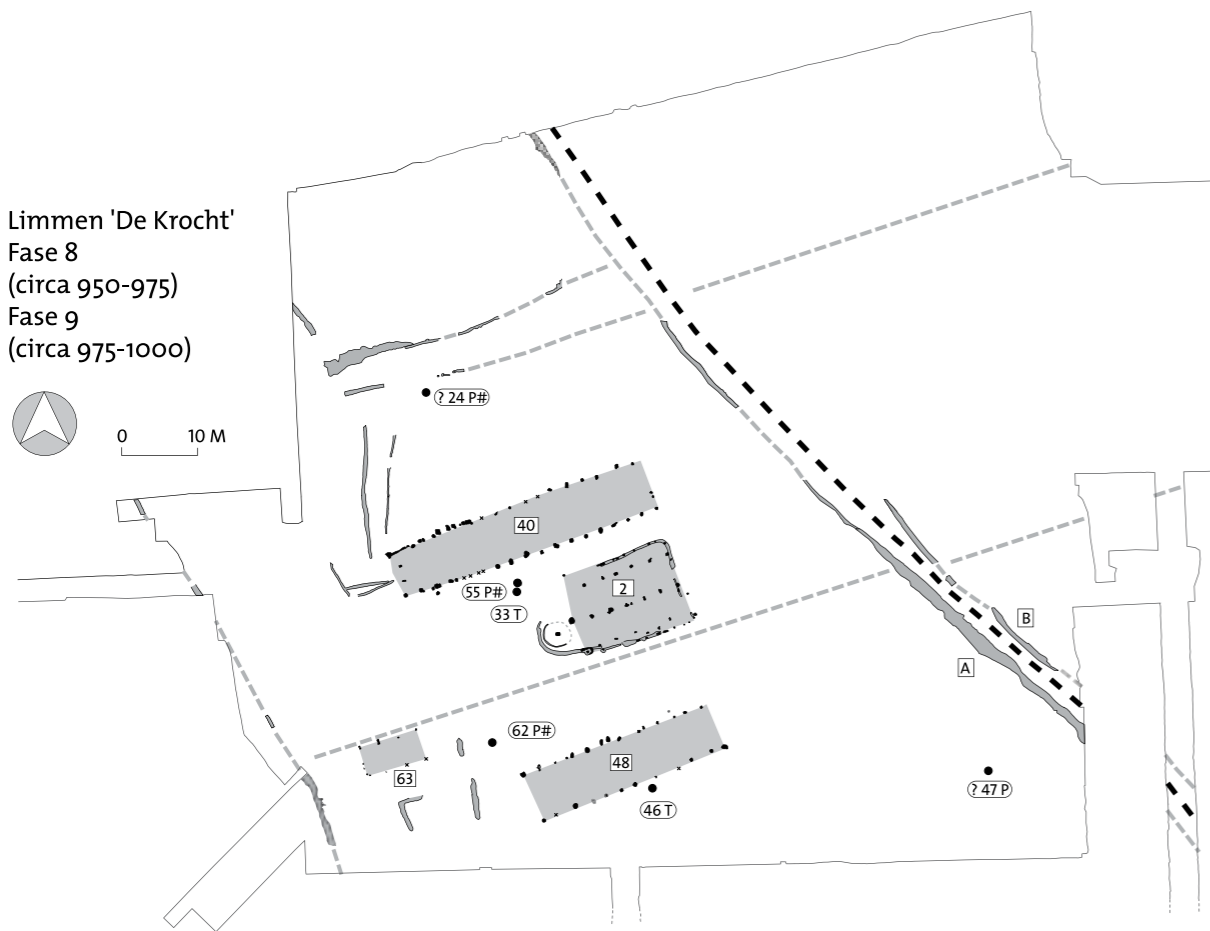 Limmen 'De Krocht'
Fase 8
(circa 950-975)
Fase 9
(circa 975-1000)
0 10 M
? 24 P#
40
55 P#
33 T
2
B
A
62 P#
63
48
46 T
? 47 P